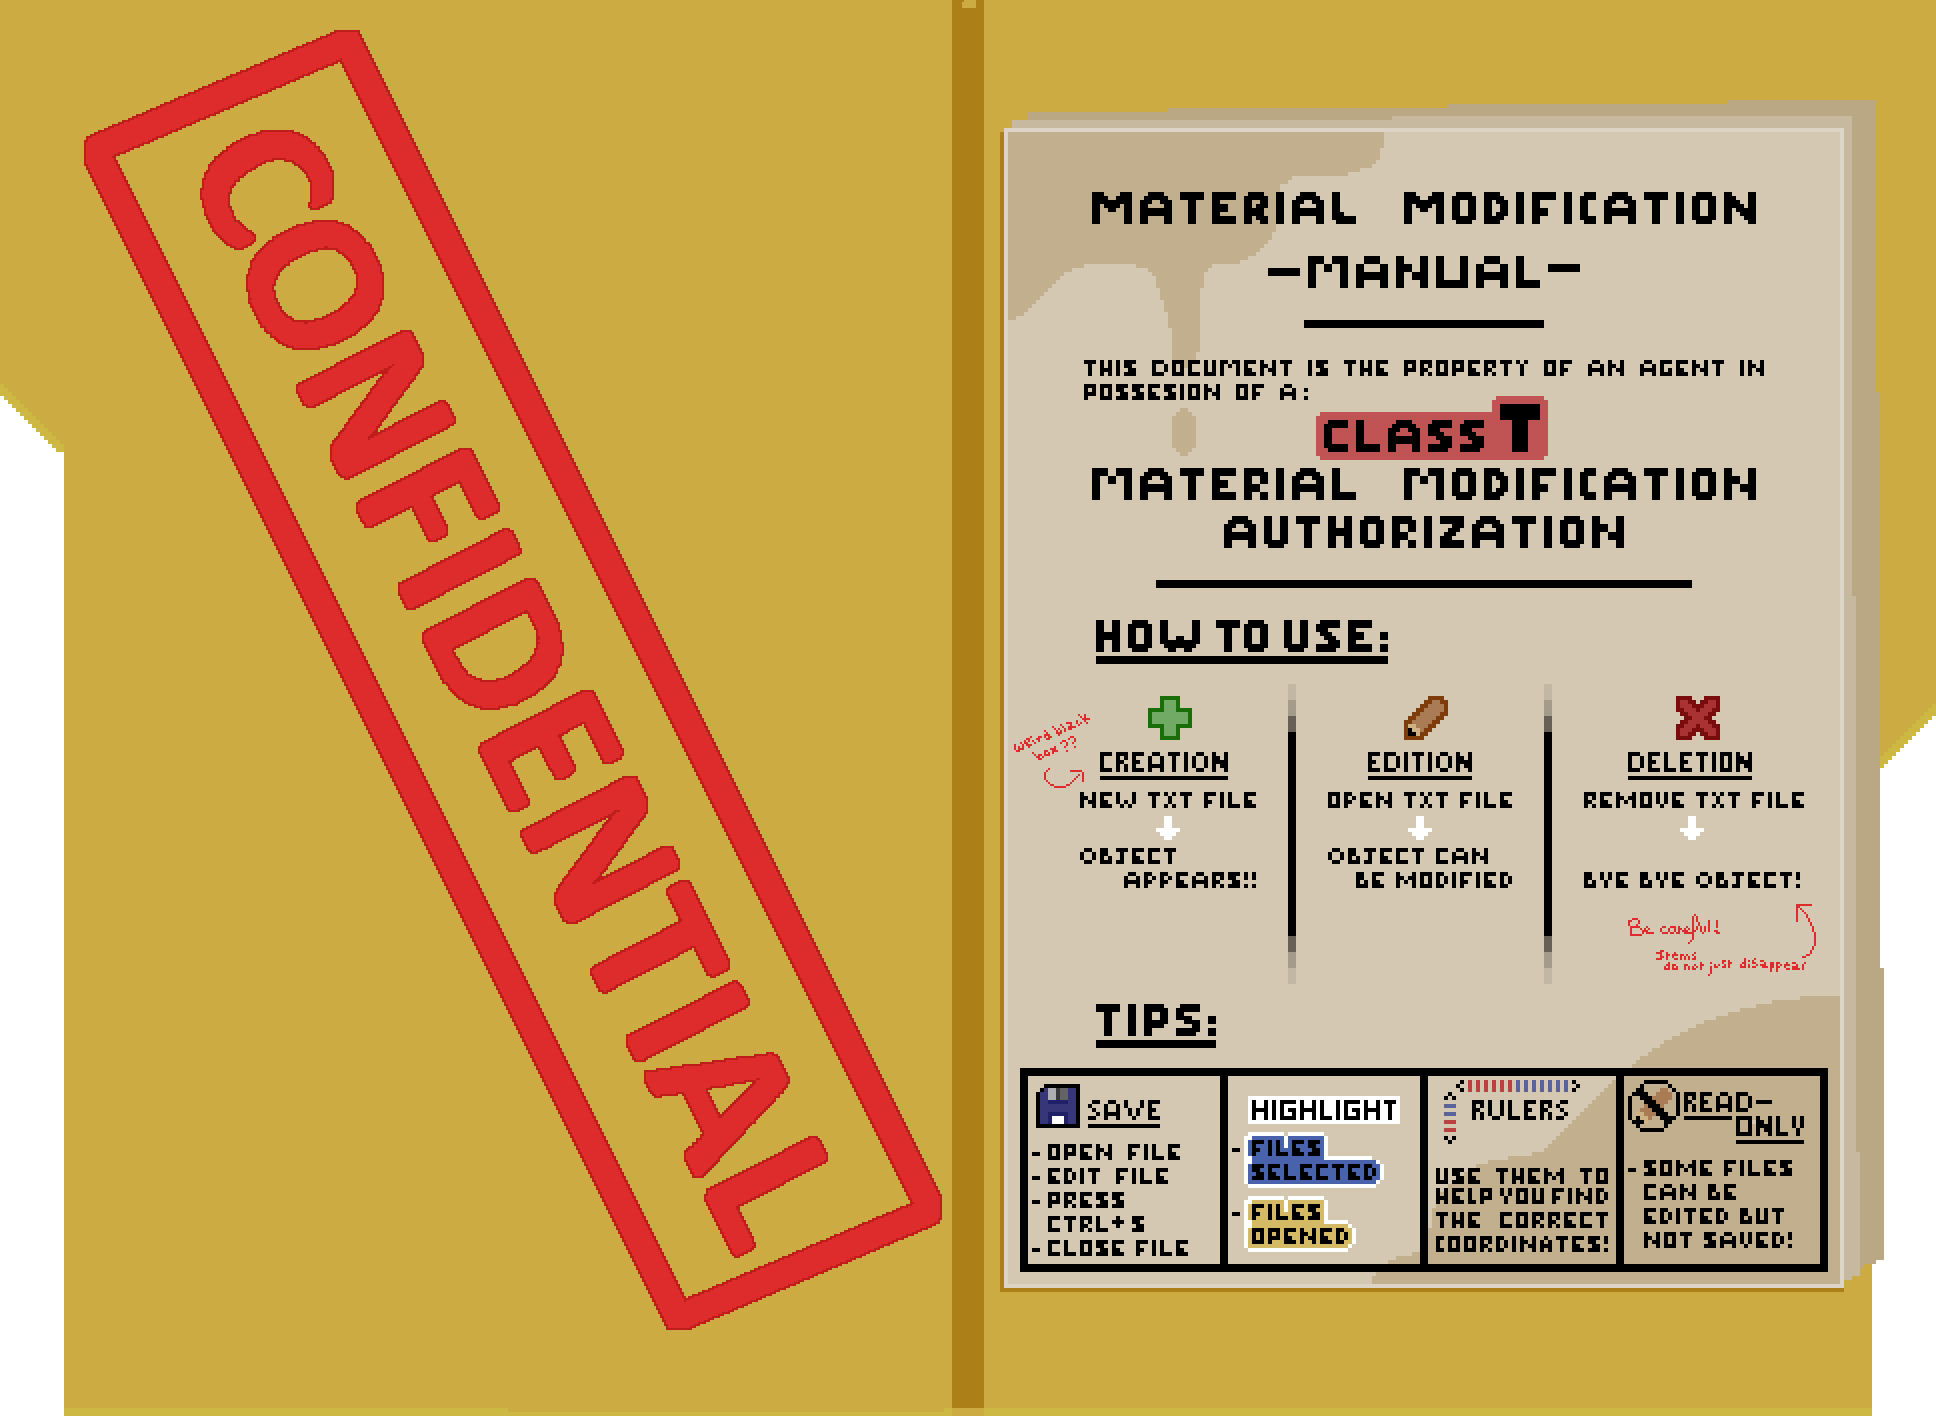 CONFIDENTIAL
MATERIAL MODIFICATION
-MANUAL-
THIS DOCUMENT IS THE PROPERTY OF AN AGENT IN
POSSESION OF A:
CLASS T
MATERIAL MODIFICATION
AUTHORIZATION
HOW TO USE:
weird black
box??
CREATION
NEW TXT FILE
OBJECT
APPEARS!!
EDITION
OPEN TXT FILE
OBJECT CAN
BE MODIFIED
DELETION
REMOVE TXT FILE
BYE BYE OBJECT!
Be careful!
Items
do not just disappear
TIPS:
SAVE
-OPEN FILE
-EDIT FILE
-PRESS
CTRL+S
-CLOSE FILE
HIGHLIGHT
-FILES
SELECTED
-FILES
OPENED
RULERS
USE THEM TO
HELP YOU FIND
THE CORRECT
COORDINATES!
READ-
ONLY
-SOME FILES
CAN BE
EDITED BUT
NOT SAVED!